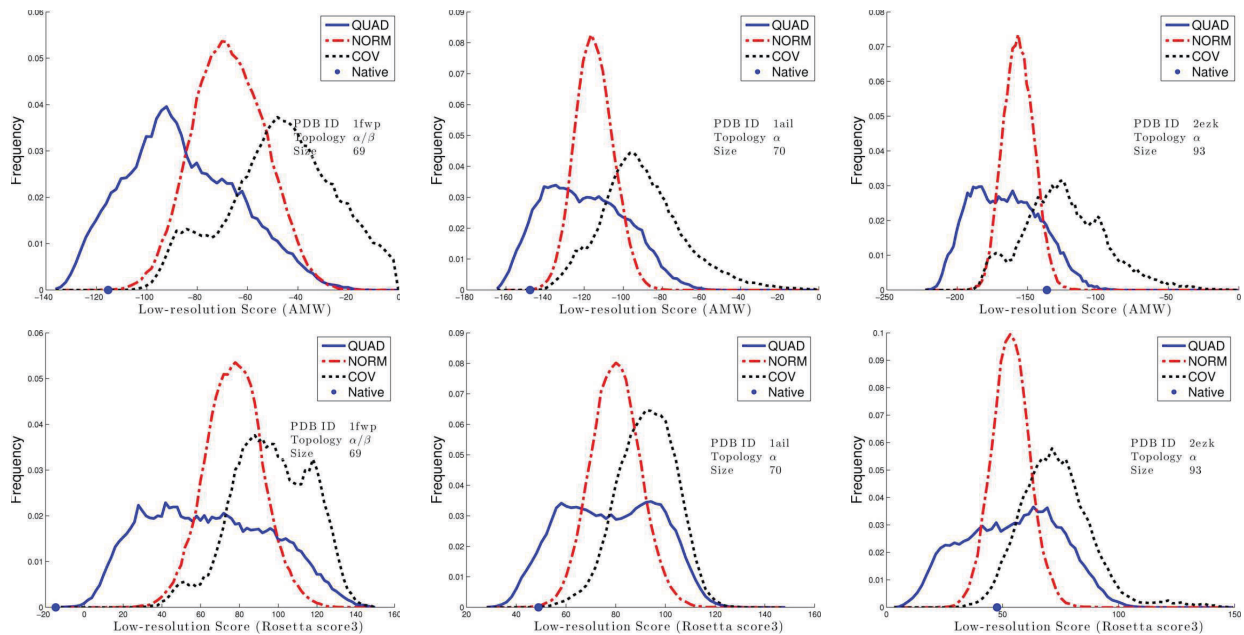 0.06
0.05
0.04
0.03
0.02
0.01
0
Frequency
−140 −120 −100 −80 −60 −40 −20 0
Low-resolution Score (AMW)
QUAD
NORM
COV
Native
PDB ID 1fwp
Topology α/β
Size 69
0.09
0.08
0.07
0.06
0.05
0.04
0.03
0.02
0.01
0
Frequency
−180 −160 −140 −120 −100 −80 −60 −40 −20 0
Low-resolution Score (AMW)
QUAD
NORM
COV
Native
PDB ID 1ail
Topology α
Size 70
0.08
0.07
0.06
0.05
0.04
0.03
0.02
0.01
0
Frequency
−250 −200 −150 −100 −50 0
Low-resolution Score (AMW)
QUAD
NORM
COV
Native
PDB ID 2ezk
Topology α
Size 93
0.06
0.05
0.04
0.03
0.02
0.01
0
Frequency
−20 0 20 40 60 80 100 120 140 160
Low-resolution Score (Rosetta score3)
QUAD
NORM
COV
Native
PDB ID 1fwp
Topology α/β
Size 69
0.09
0.08
0.07
0.06
0.05
0.04
0.03
0.02
0.01
0
Frequency
20 40 60 80 100 120 140 160
Low-resolution Score (Rosetta score3)
QUAD
NORM
COV
Native
PDB ID 1ail
Topology α
Size 70
0.1
0.09
0.08
0.07
0.06
0.05
0.04
0.03
0.02
0.01
0
Frequency
0 50 100 150
Low-resolution Score (Rosetta score3)
QUAD
NORM
COV
Native
PDB ID 2ezk
Topology α
Size 93